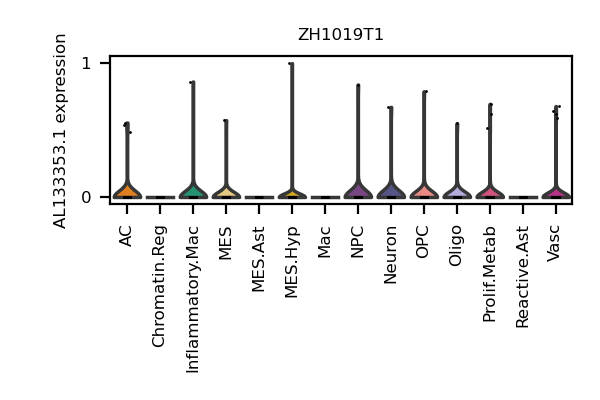 ZH1019T1
AL133353.1 expression
1
0
AC
Chromatin.Reg
Inflammatory.Mac
MES
MES.Ast
MES.Hyp
Mac
NPC
Neuron
OPC
Oligo
Prolif.Metab
Reactive.Ast
Vasc